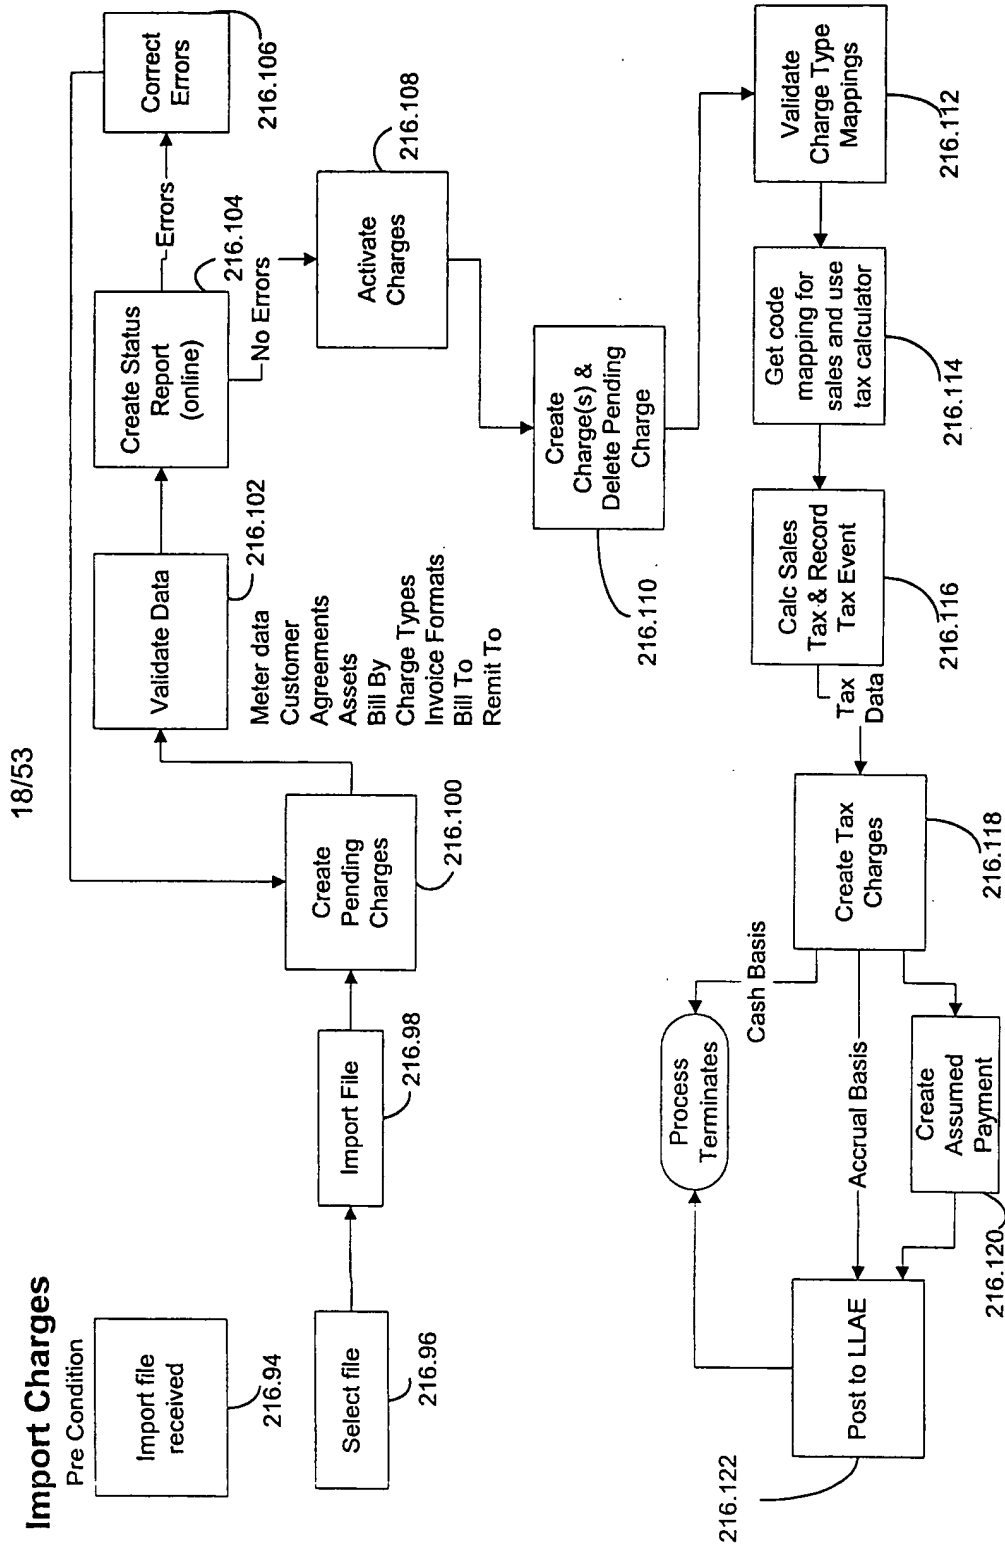 18/53
Import Charges
Pre Condition
Import file
received
216.94
Select file
216.96
Import File
216.98
Create
Pending
Charges
216.100
Validate Data
216.102
Meter data
Customer
Agreements
Assets
Bill By
Charge Types
Invoice Formats
Bill To
Remit To
Create Status
Report
(online)
216.104
Errors
Correct
Errors
216.106
No Errors
Activate
Charges
216.108
Create
Charge(s) &
Delete Pending
Charge
216.110
Validate
Charge Type
Mappings
216.112
Get code
mapping for
sales and use
tax calculator
216.114
Calc Sales
Tax & Record
Tax Event
216.116
Tax
Data
Create Tax
Charges
216.118
Cash Basis
Process
Terminates
Accrual Basis
Create
Assumed
Payment
216.120
Post to LLAE
216.122